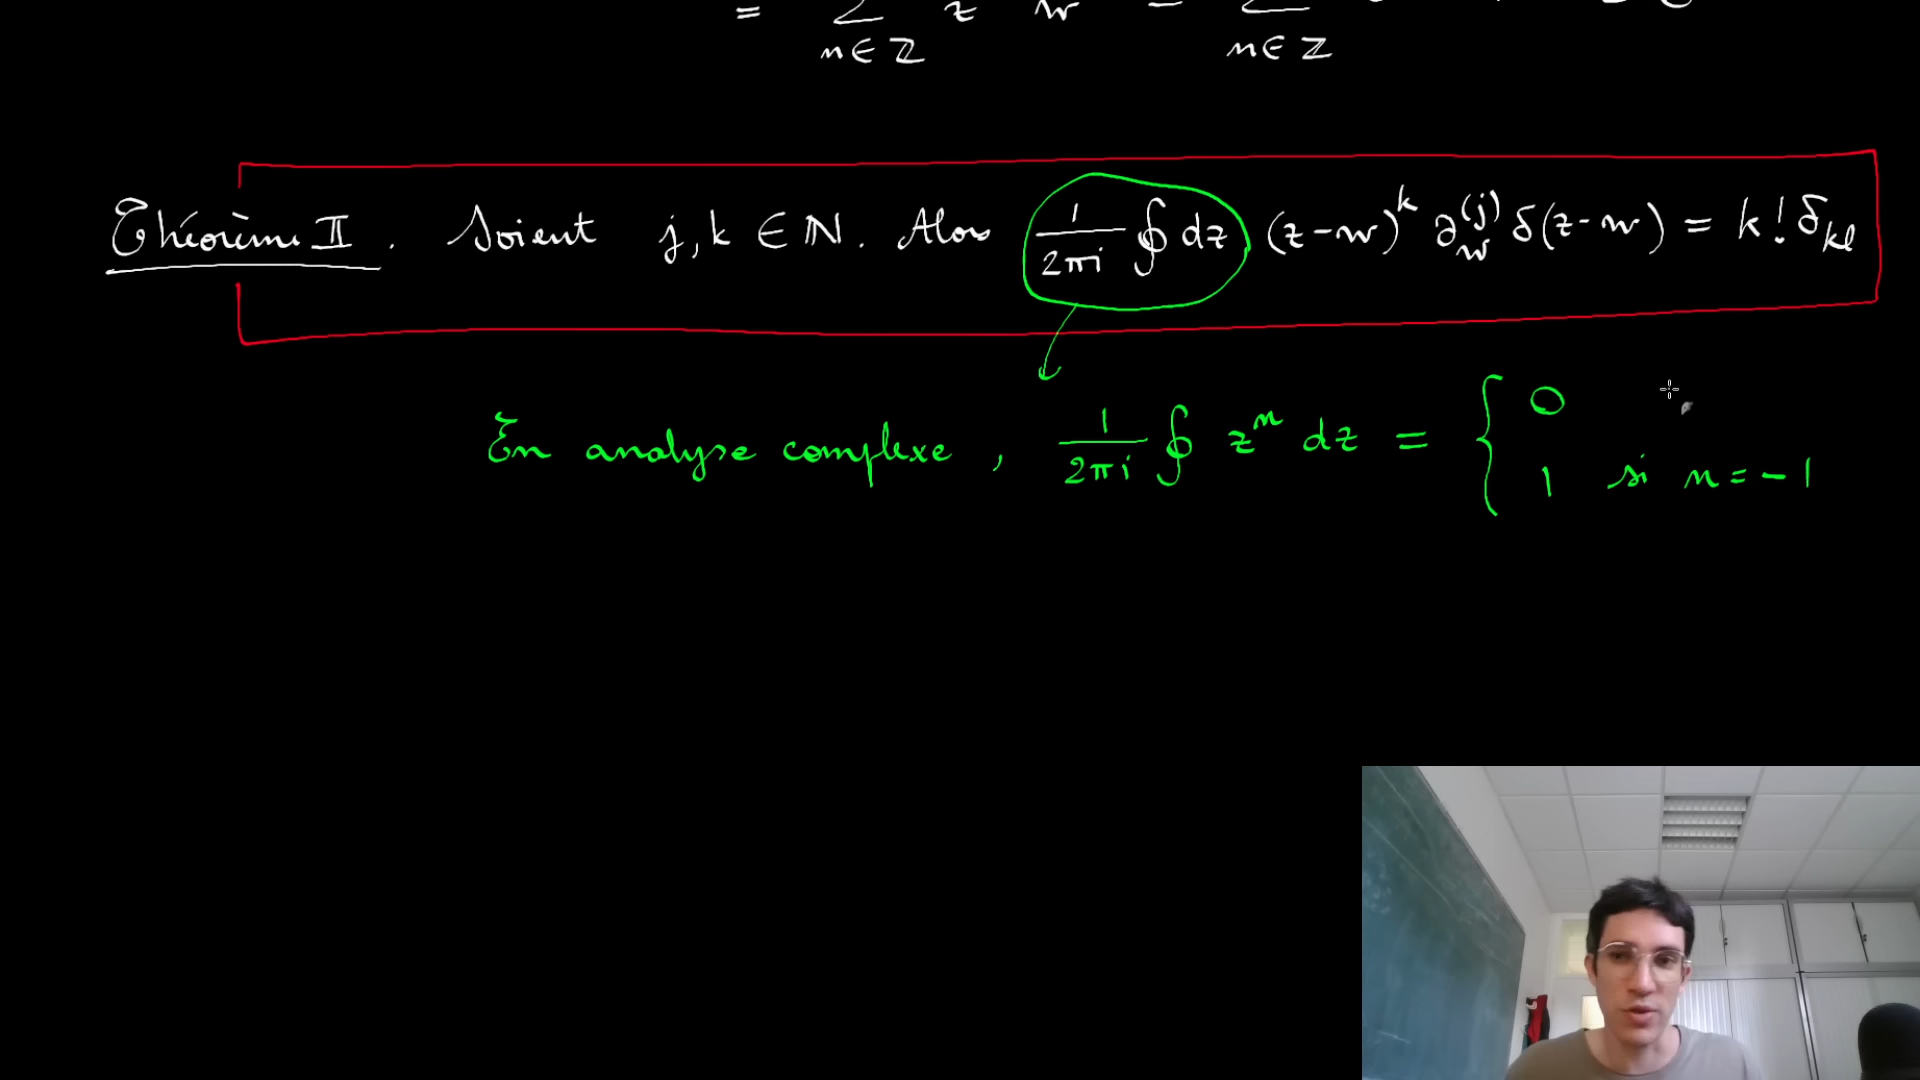 = ∑ z w = ∑
n∈ℤ n∈ℤ
Théorème II. Soient j, k ∈ ℕ. Alors 1/2πi ∮ dz (z-w)^k ∂_w^(j) δ(z-w) = k! δ_kl
En analyse complexe, 1/2πi ∮ z^n dz = { 0
1 si n = -1